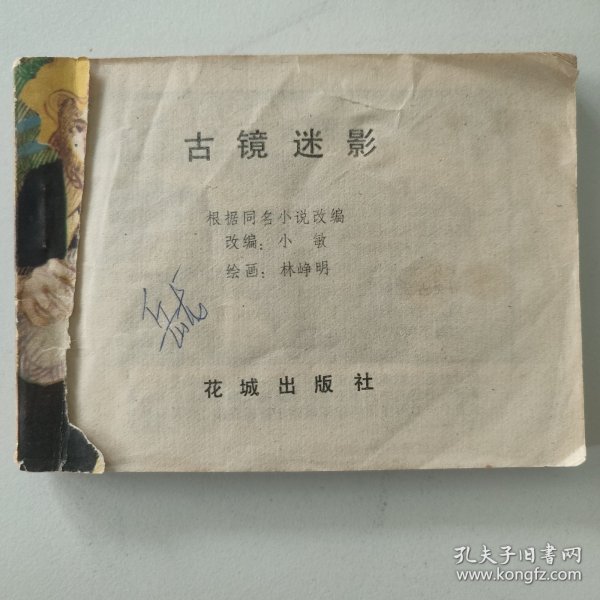 古镜迷影
根据同名小说改编
改编：小敏
绘画：林峥明
花城出版社
孔夫子旧书网
www.kongfz.com